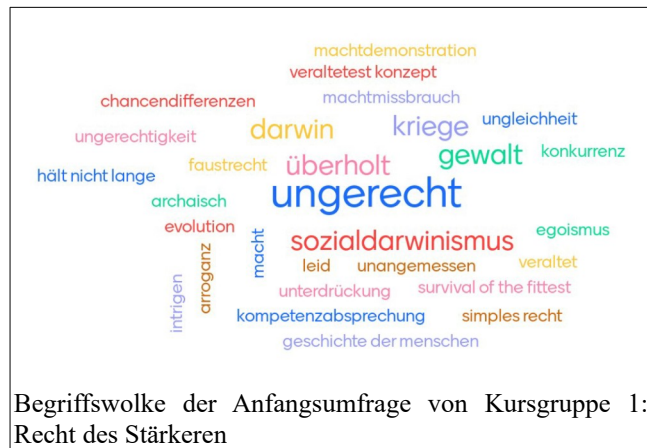 machtdemonstration
veraltetest konzept
chancendifferenzen
machtmissbrauch
ungerechtigkeit
darwin
kriege
ungleichheit
hält nicht lange
faustrecht
überholt
gewalt
konkurrenz
archaisch
ungerecht
evolution
macht
sozialdarwinismus
egoismus
intrigen
arroganz
leid
unangemessen
veraltet
unterdrückung
survival of the fittest
kompetenzabsprechung
simples recht
geschichte der menschen
Begriffswolke der Anfangsumfrage von Kursgruppe 1:
Recht des Stärkeren